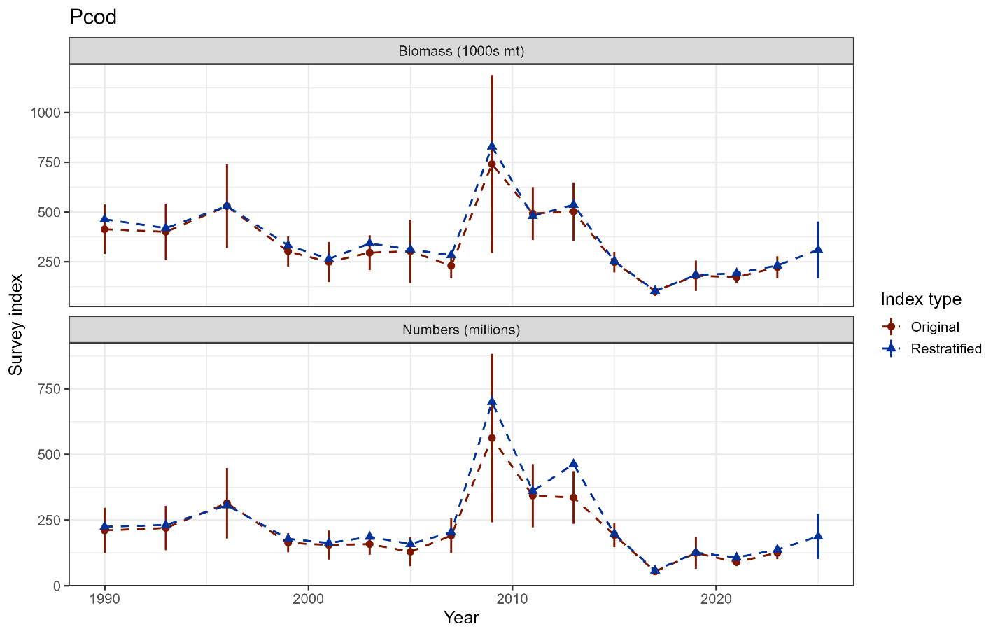 Pcod
Biomass (1000s mt)
1000
750
500
250
Numbers (millions)
750
500
250
0
1990 2000 2010 2020
Year
Survey index
Index type
Original
Restratified